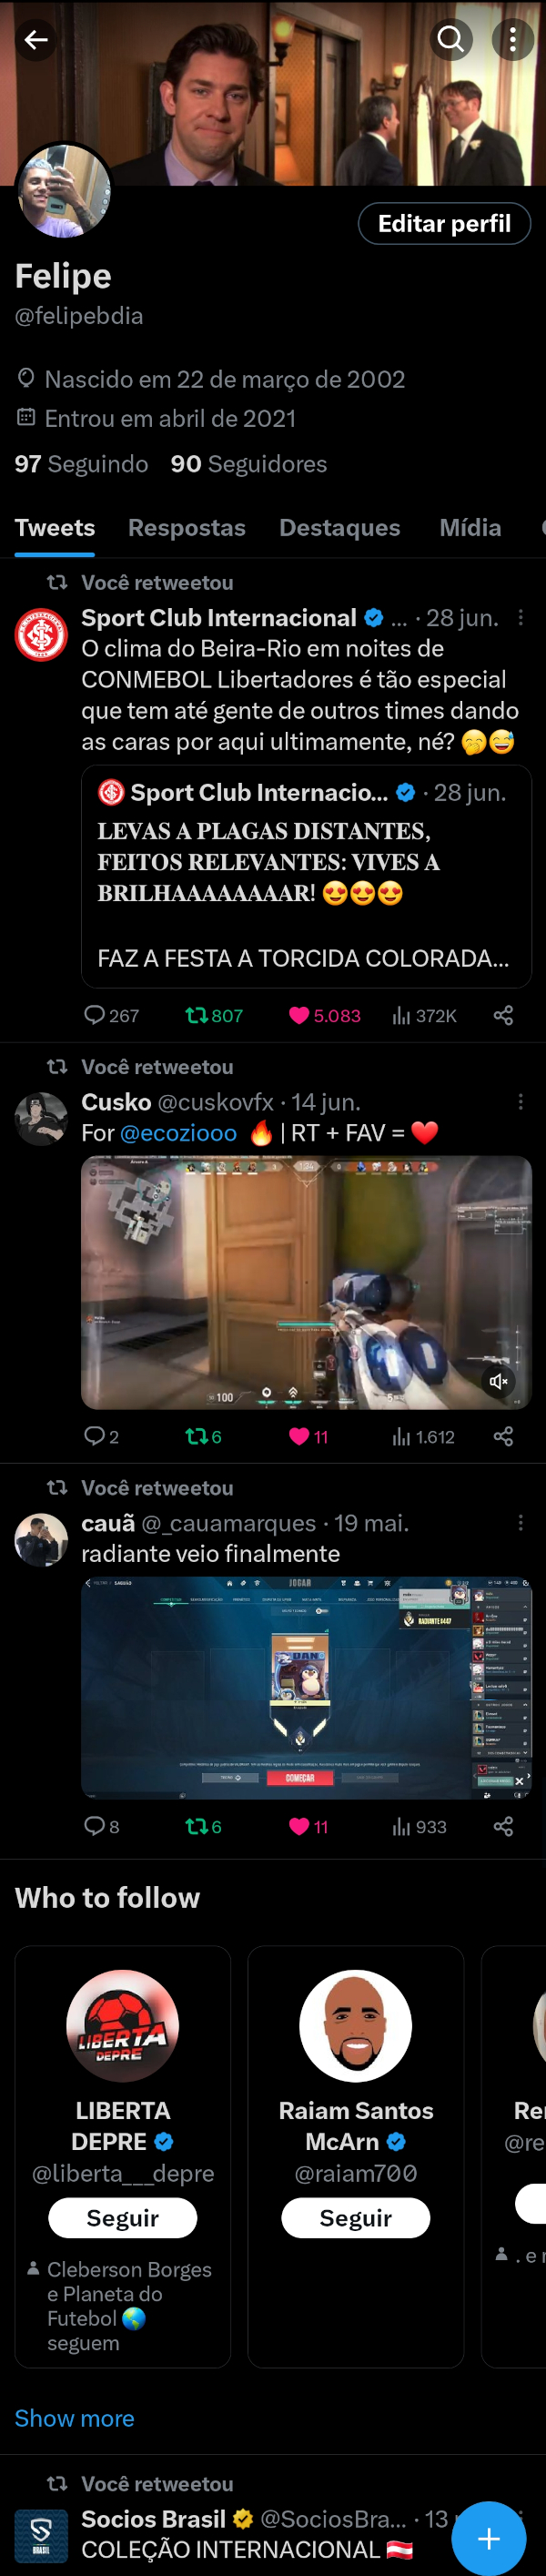 Editar perfil
Felipe
@felipebdia
Nascido em 22 de março de 2002
Entrou em abril de 2021
97 Seguindo 90 Seguidores
Tweets Respostas Destaques Mídia
Você retweetou
Sport Club Internacional ... · 28 jun.
O clima do Beira-Rio em noites de
CONMEBOL Libertadores é tão especial
que tem até gente de outros times dando
as caras por aqui ultimamente, né? 🤭😅
Sport Club Internacio... · 28 jun.
𝐋𝐄𝐕𝐀𝐒 𝐀 𝐏𝐋𝐀𝐆𝐀𝐒 𝐃𝐈𝐒𝐓𝐀𝐍𝐓𝐄𝐒,
𝐅𝐄𝐈𝐓𝐎𝐒 𝐑𝐄𝐋𝐄𝐕𝐀𝐍𝐓𝐄𝐒: 𝐕𝐈𝐕𝐄𝐒 𝐀
𝐁𝐑𝐈𝐋𝐇𝐀𝐀𝐀𝐀𝐀𝐀𝐀𝐀𝐑! 😍😍😍
FAZ A FESTA A TORCIDA COLORADA...
267 807 5.083 372K
Você retweetou
Cusko @cuskovfx · 14 jun.
For @ecoziooo 🔥 | RT + FAV = ❤️
1:34
100
2 6 11 1.612
Você retweetou
cauã @_cauamarques · 19 mai.
radiante veio finalmente
JOGAR
RADIANTE #447
COMEÇAR
8 6 11 933
Who to follow
LIBERTA
DEPRE
LIBERTA
DEPRE
@liberta___depre
Seguir
Cleberson Borges
e Planeta do
Futebol 🌎
seguem
Raiam Santos
McArn
@raiam700
Seguir
Re
@re
. e
Show more
Você retweetou
Socios Brasil @SociosBra... · 13
COLEÇÃO INTERNACIONAL 🇦🇹
BRASIL